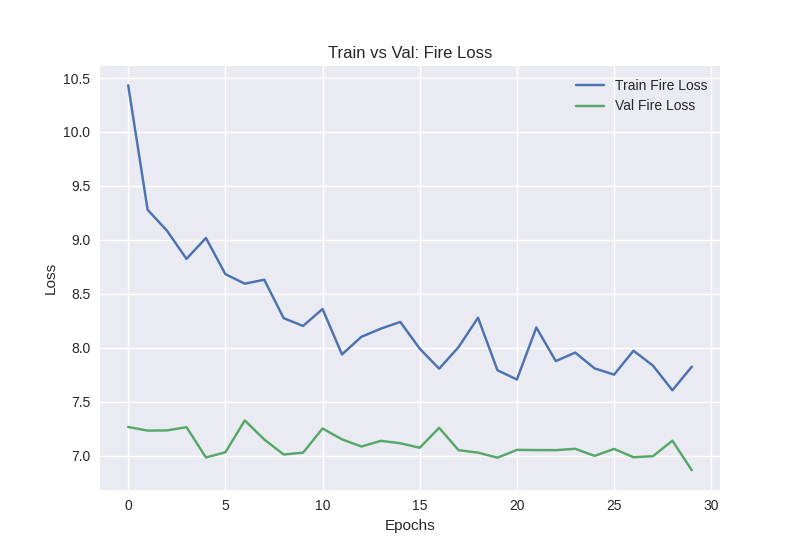 Train vs Val: Fire Loss
Train Fire Loss
Val Fire Loss
10.5
10.0
9.5
9.0
8.5
8.0
7.5
7.0
Loss
0 5 10 15 20 25 30
Epochs